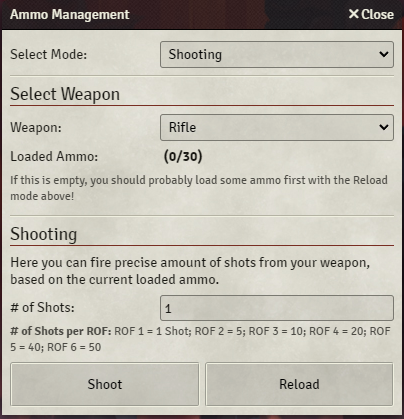 Ammo Management
✕Close
Select Mode:
Shooting
Select Weapon
Weapon:
Rifle
Loaded Ammo:
(0/30)
If this is empty, you should probably load some ammo first with the Reload
mode above!
Shooting
Here you can fire precise amount of shots from your weapon,
based on the current loaded ammo.
# of Shots:
1
# of Shots per ROF: ROF 1 = 1 Shot; ROF 2 = 5; ROF 3 = 10; ROF 4 = 20; ROF
5 = 40; ROF 6 = 50
Shoot
Reload